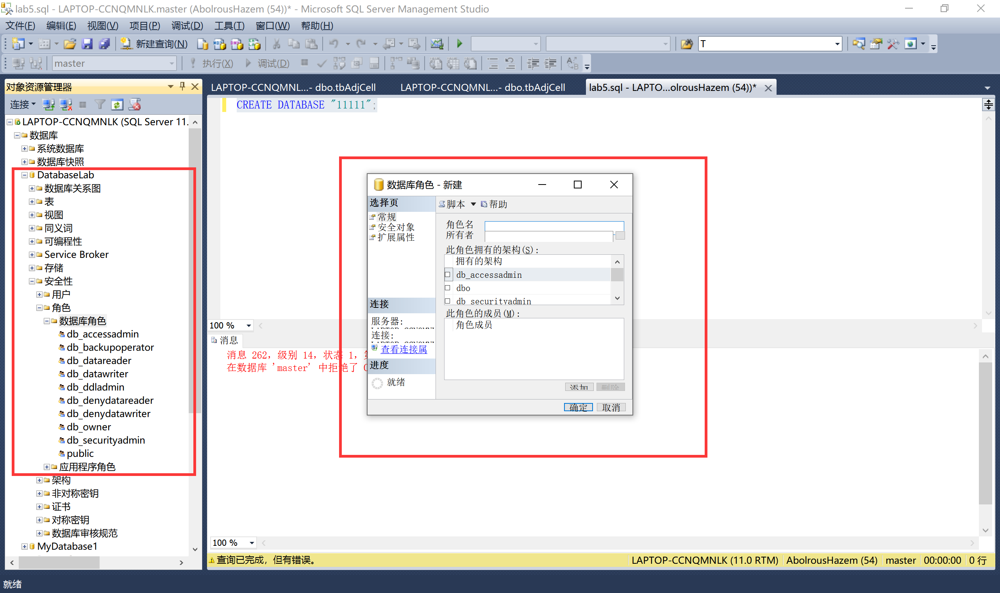 lab5.sql - LAPTOP-CCNQMNLK.master (AbolrousHazem (54))* - Microsoft SQL Server Management Studio
文件(F) 编辑(E) 视图(V) 项目(P) 调试(D) 工具(T) 窗口(W) 帮助(H)
新建查询(N) T
master 执行(X) 调试(D)
对象资源管理器
连接
LAPTOP-CCNQMNLK (SQL Server 11.
数据库
系统数据库
数据库快照
DatabaseLab
数据库关系图
表
视图
同义词
可编程性
Service Broker
存储
安全性
用户
角色
数据库角色
db_accessadmin
db_backupoperator
db_datareader
db_datawriter
db_ddladmin
db_denydatareader
db_denydatawriter
db_owner
db_securityadmin
public
应用程序角色
架构
非对称密钥
证书
对称密钥
数据库审核规范
MyDatabase1
LAPTOP-CCNQMNL...- dbo.tbAdjCell LAPTOP-CCNQMNL...- dbo.tbAdjCell lab5.sql - LAPTO...olrousHazem (54))*
CREATE DATABASE "11111";
100 %
消息
消息 262，级别 14，状态 1，
在数据库 'master' 中拒绝了
数据库角色 - 新建
选择页
常规
安全对象
扩展属性
连接
服务器:
连接:
查看连接属
进度
就绪
脚本 帮助
角色名
所有者
此角色拥有的架构(S):
拥有的架构
db_accessadmin
dbo
db_securityadmin
此角色的成员(M):
角色成员
添加 删除
确定 取消
100 %
查询已完成，但有错误。 LAPTOP-CCNQMNLK (11.0 RTM) AbolrousHazem (54) master 00:00:00 0 行
就绪